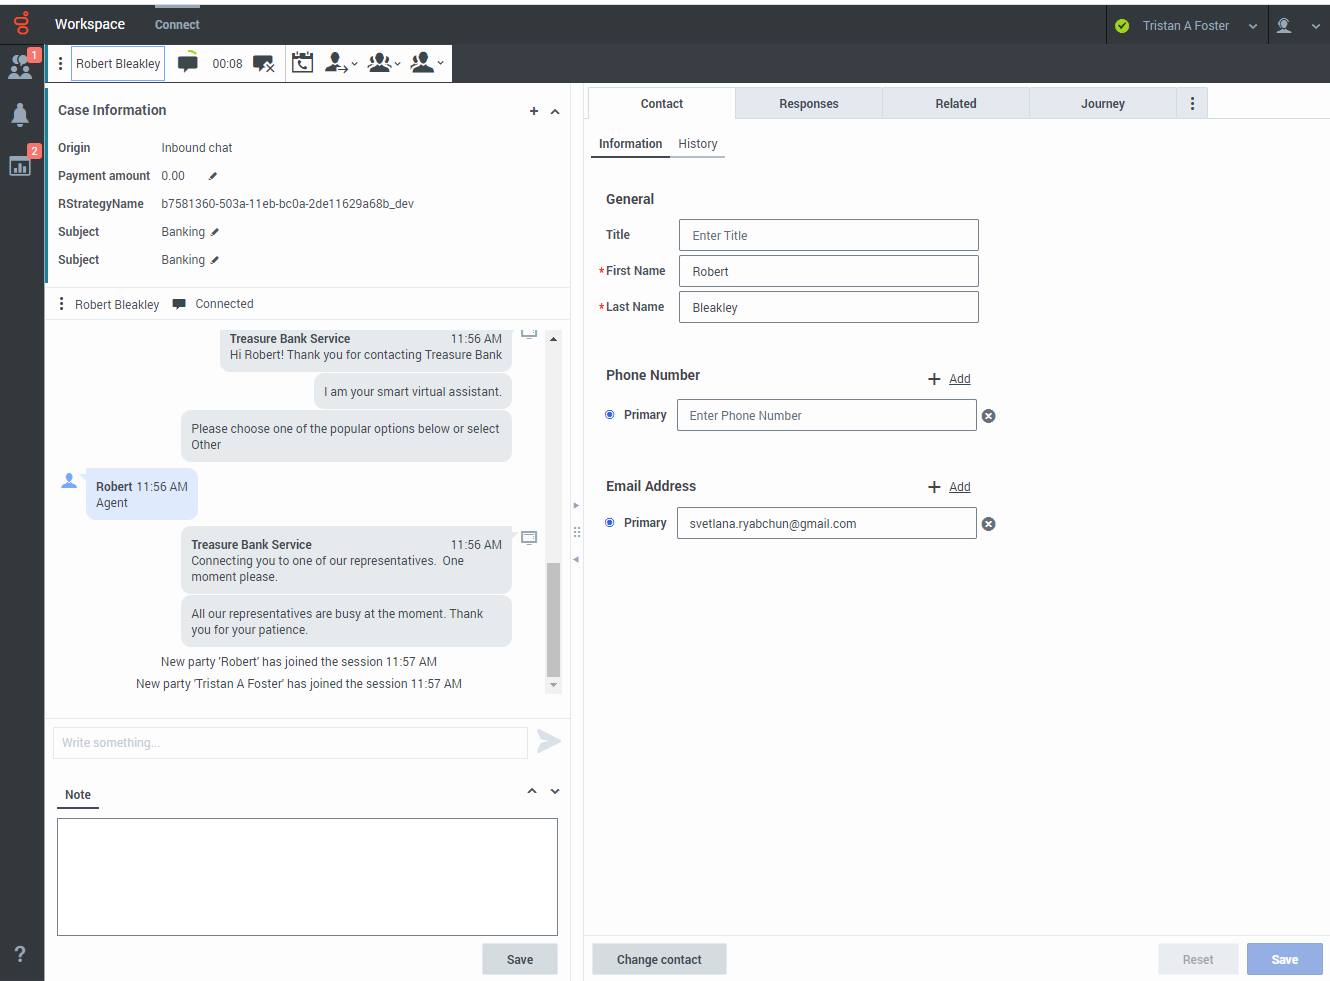 Workspace
Connect
Tristan A Foster
1
Robert Bleakley
00:08
2
Case Information
Origin
Inbound chat
Payment amount
0.00
RStrategyName
b7581360-503a-11eb-bc0a-2de11629a68b_dev
Subject
Banking
Subject
Banking
Robert Bleakley
Connected
Treasure Bank Service 11:56 AM
Hi Robert! Thank you for contacting Treasure Bank
I am your smart virtual assistant.
Please choose one of the popular options below or select
Other
Robert 11:56 AM
Agent
Treasure Bank Service 11:56 AM
Connecting you to one of our representatives.  One
moment please.
All our representatives are busy at the moment. Thank
you for your patience.
New party 'Robert' has joined the session 11:57 AM
New party 'Tristan A Foster' has joined the session 11:57 AM
Write something...
Note
Save
?
Contact
Responses
Related
Journey
Information
History
General
Title
Enter Title
*First Name
Robert
*Last Name
Bleakley
Phone Number
+ Add
Primary
Enter Phone Number
Email Address
+ Add
Primary
svetlana.ryabchun@gmail.com
Change contact
Reset
Save